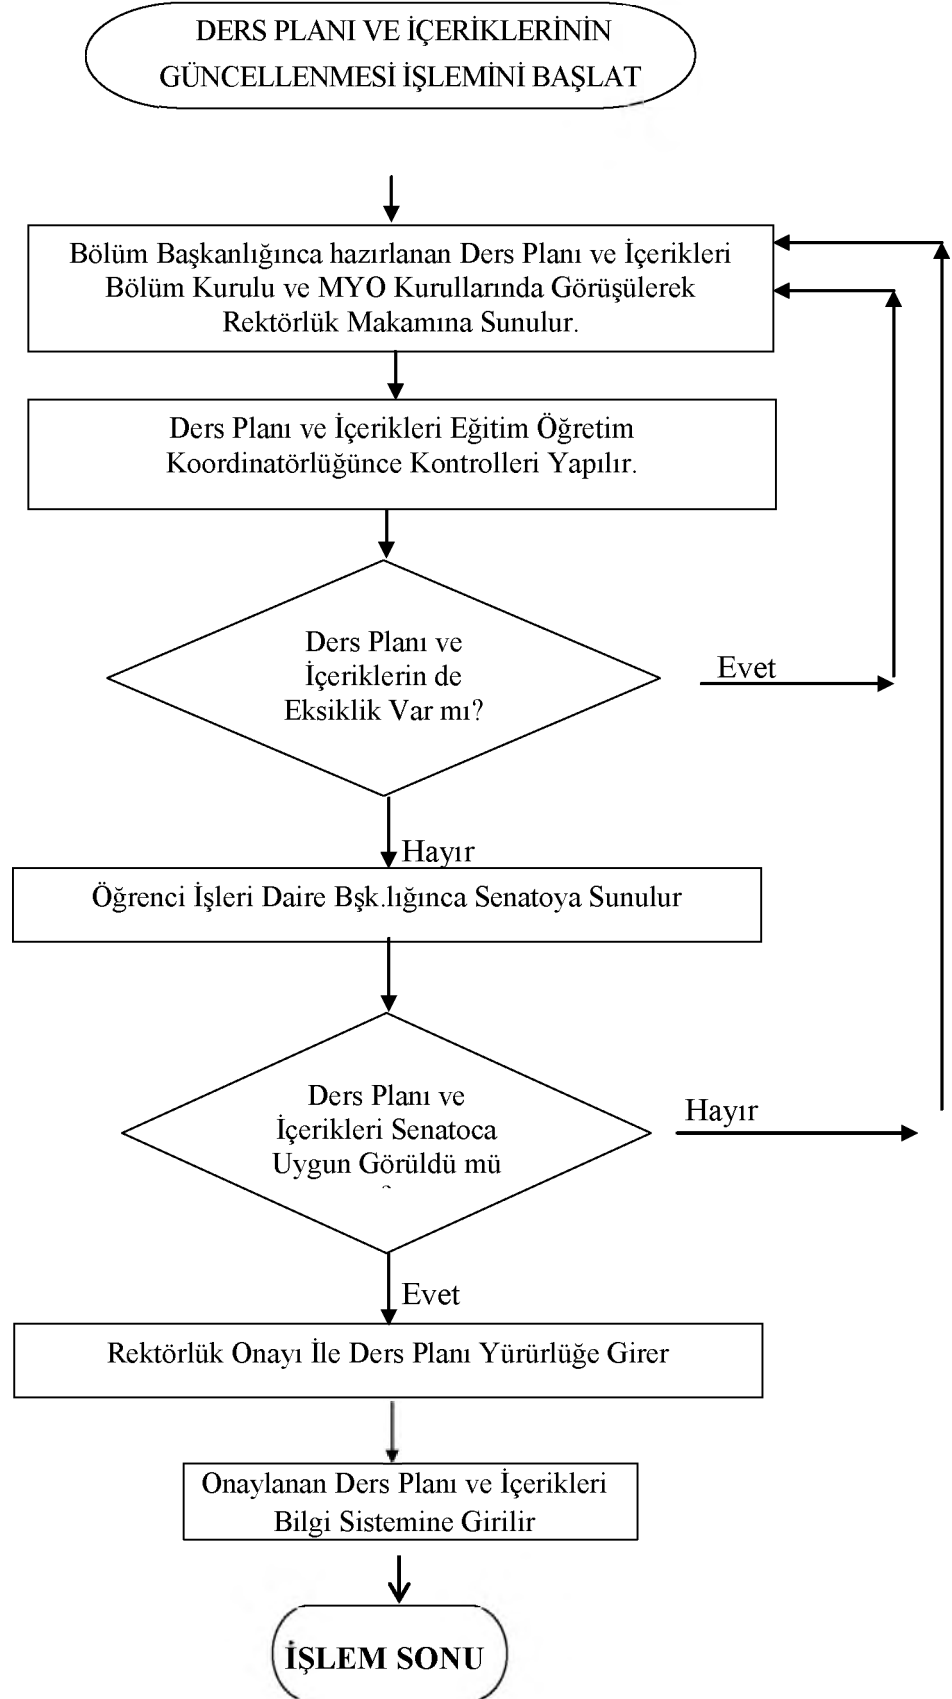 DERS PLANI VE İÇERİKLERİNİN
GÜNCELLENMESİ İŞLEMİNİ BAŞLAT
Bölüm Başkanlığınca hazırlanan Ders Planı ve İçerikleri
Bölüm Kurulu ve MYO Kurullarında Görüşülerek
Rektörlük Makamına Sunulur.
Ders Planı ve İçerikleri Eğitim Öğretim
Koordinatörlüğünce Kontrolleri Yapılır.
Ders Planı ve
İçeriklerin de
Eksiklik Var mı?
Evet
Hayır
Öğrenci İşleri Daire Bşk.lığınca Senatoya Sunulur
Ders Planı ve
İçerikleri Senatoca
Uygun Görüldü mü
Hayır
Evet
Rektörlük Onayı İle Ders Planı Yürürlüğe Girer
Onaylanan Ders Planı ve İçerikleri
Bilgi Sistemine Girilir
İŞLEM SONU